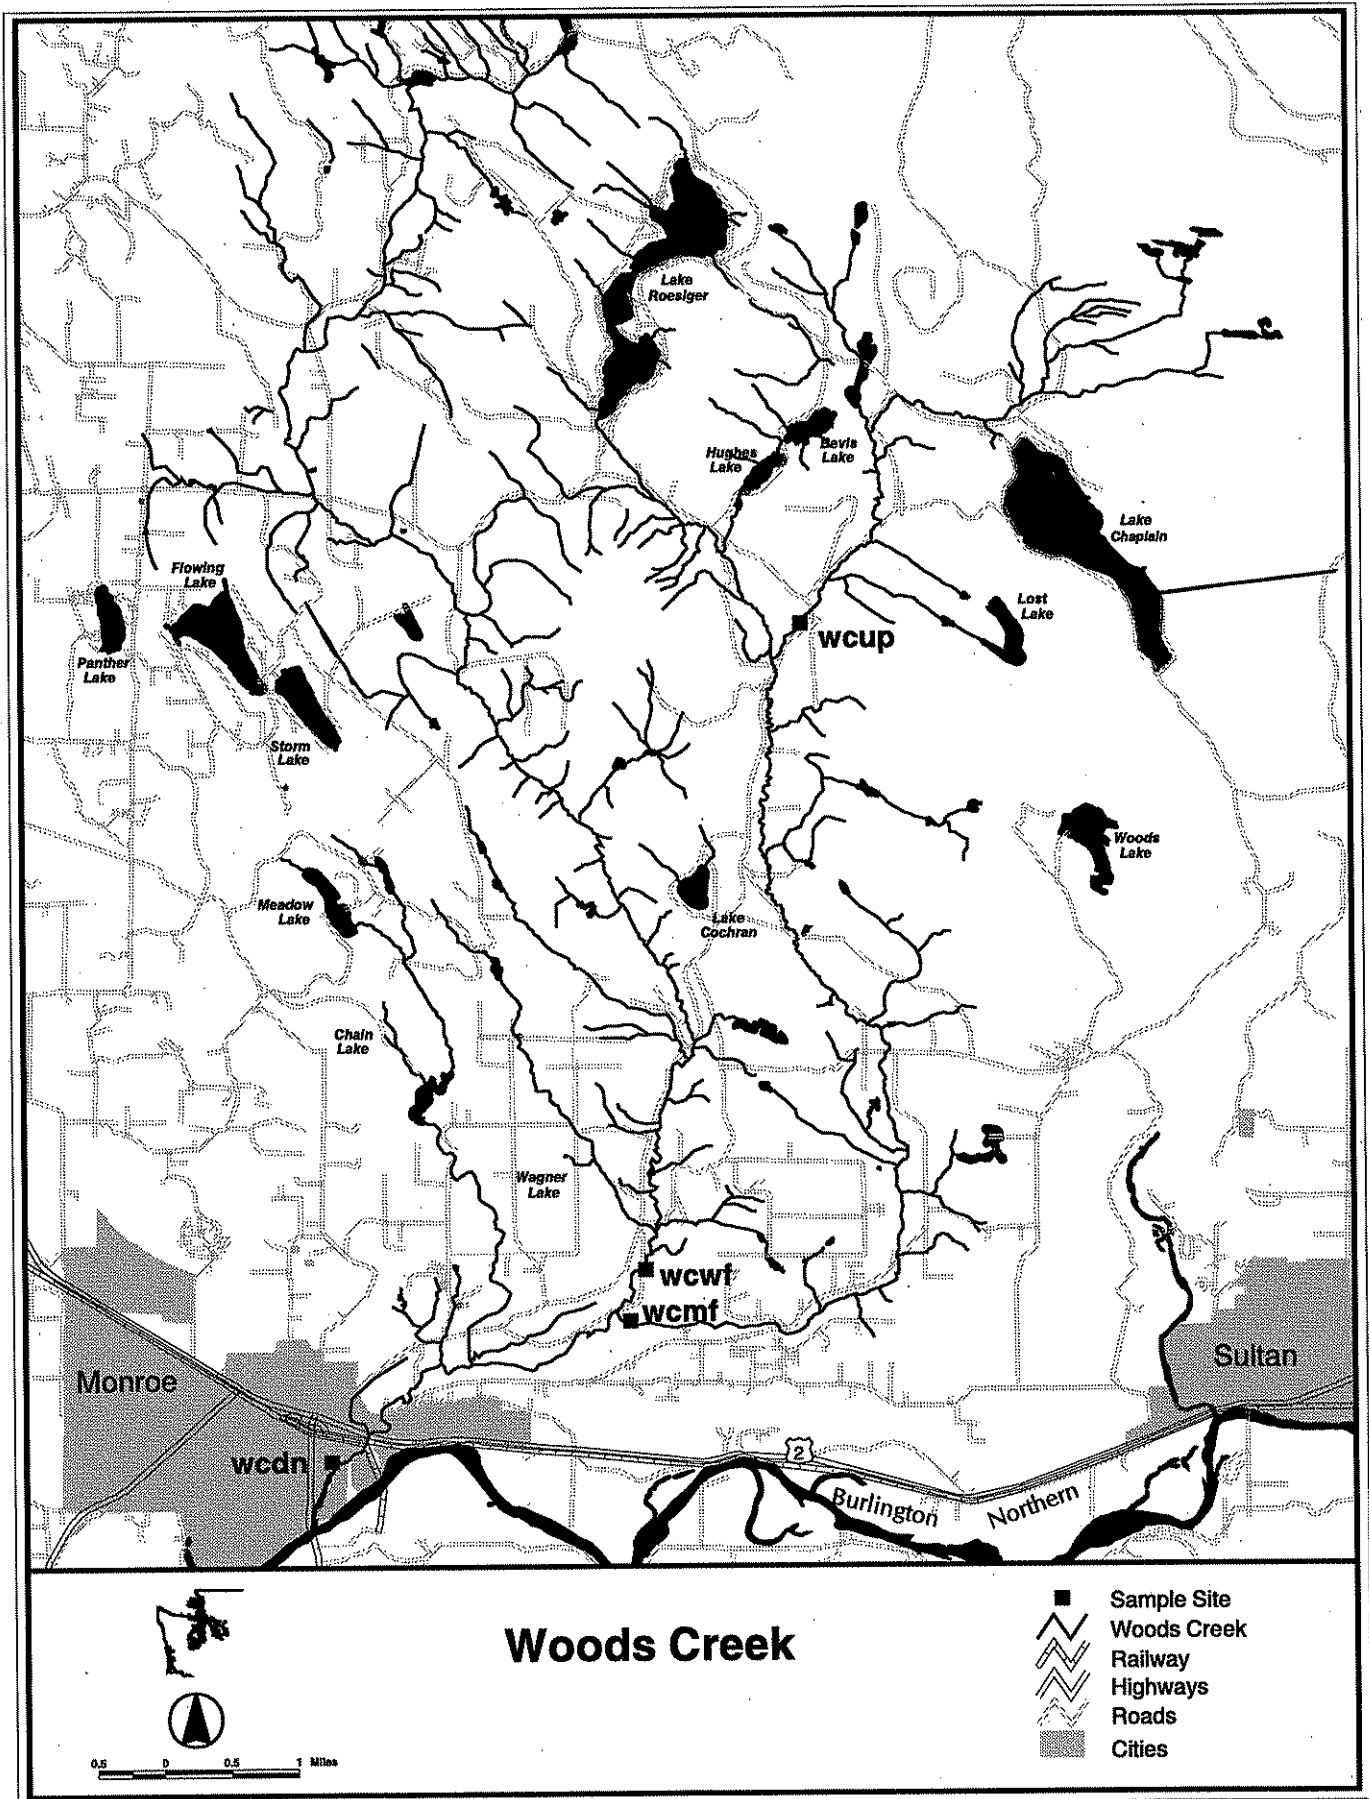 Lake
Roesiger
Hughes
Lake
Bevis
Lake
Lake
Chaplain
Flowing
Lake
Lost
Lake
wcup
Panther
Lake
Storm
Lake
Woods
Lake
Meadow
Lake
Lake
Cochran
Chain
Lake
Wagner
Lake
wcwf
wcmf
Monroe
Sultan
wcdn
2
Burlington Northern
Woods Creek
Sample Site
Woods Creek
Railway
Highways
Roads
Cities
0.5 0 0.5 1 Miles